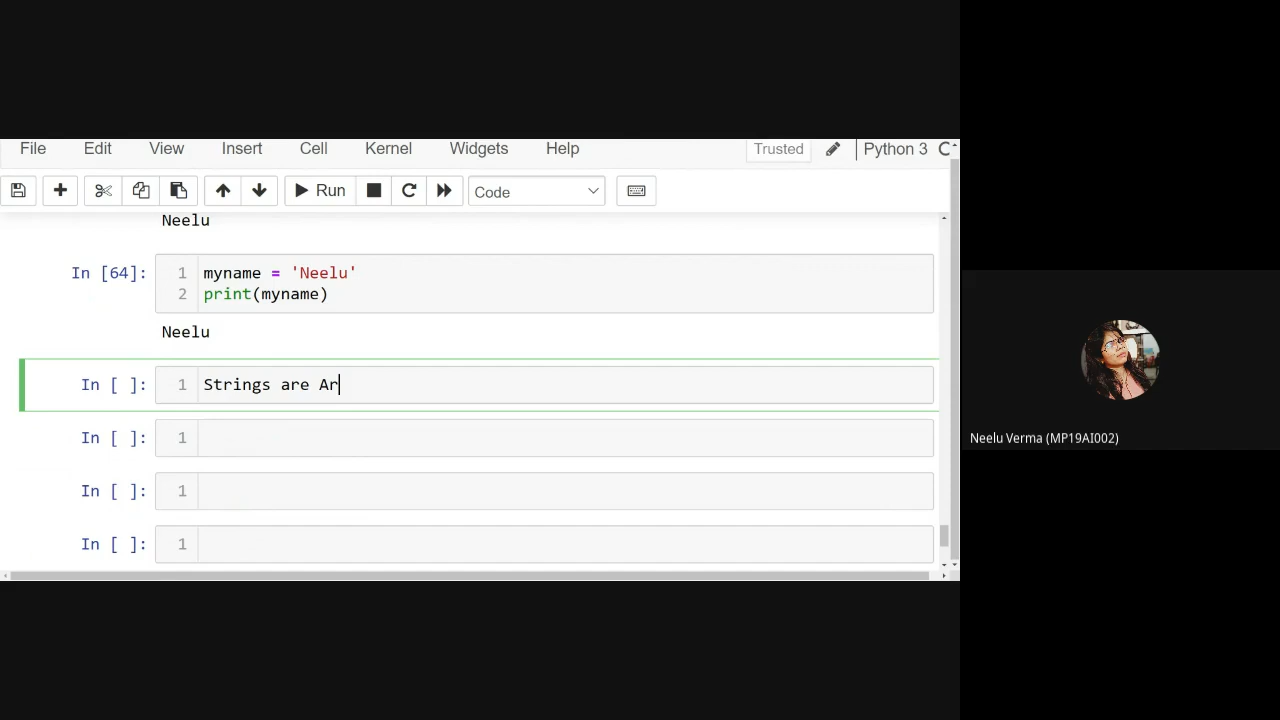 File Edit View Insert Cell Kernel Widgets Help Trusted Python 3
Run Code
Neelu
In [64]: 1 myname = 'Neelu'
2 print(myname)
Neelu
In [ ]: 1 Strings are Ar
In [ ]: 1
In [ ]: 1
In [ ]: 1
Neelu Verma (MP19AI002)